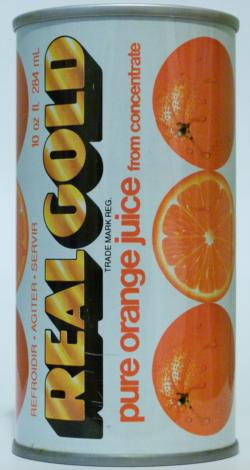 REFROIDIR - AGITER - SERVIR
10 oz fl. 284 mL
REAL GOLD
TRADE MARK REG.
pure orange juice from concentrate